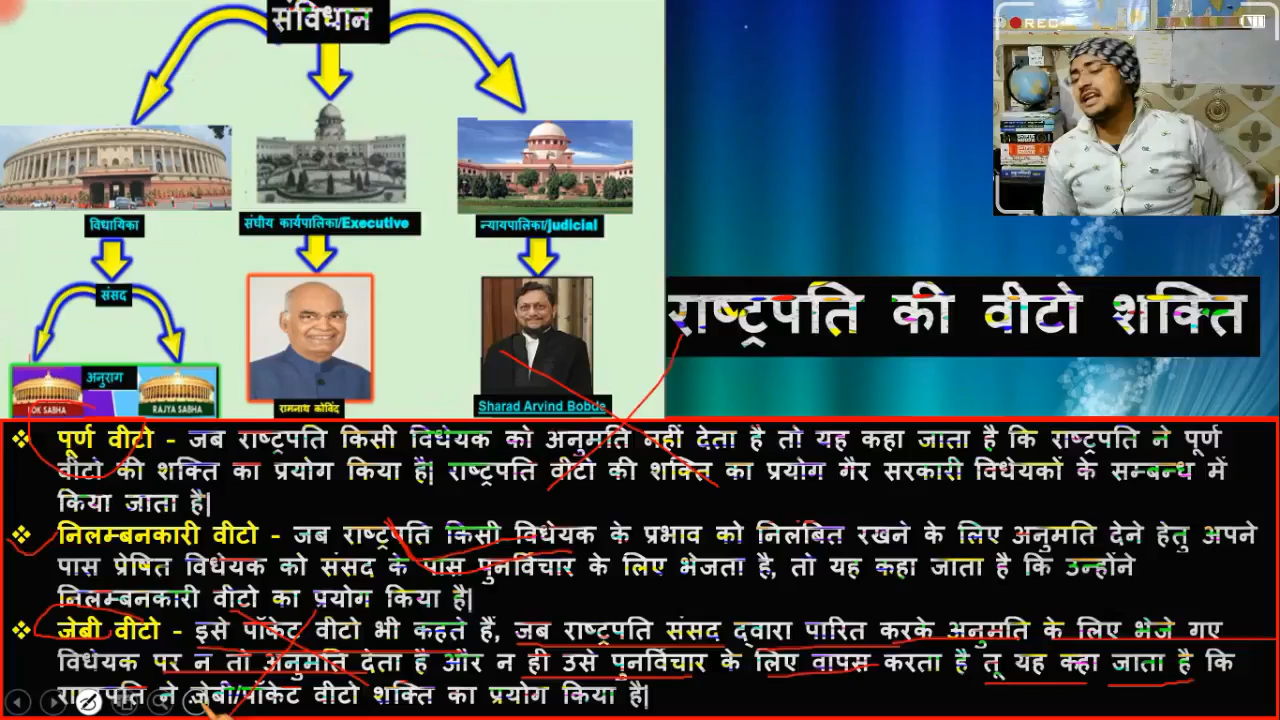 संविधान
REC
विधायिका
संघीय कार्यपालिका/Executive
न्यायपालिका/Judicial
संसद
अनुराग
LOK SABHA
RAJYA SABHA
रामनाथ कोविंद
Sharad Arvind Bobde
राष्ट्रपति की वीटो शक्ति
❖ पूर्ण वीटो - जब राष्ट्रपति किसी विधेयक को अनुमति नहीं देता है तो यह कहा जाता है कि राष्ट्रपति ने पूर्ण
वीटो की शक्ति का प्रयोग किया है| राष्ट्रपति वीटो की शक्ति का प्रयोग गैर सरकारी विधेयकों के सम्बन्ध में
किया जाता है|
❖ निलम्बनकारी वीटो - जब राष्ट्रपति किसी विधेयक के प्रभाव को निलंबित रखने के लिए अनुमति देने हेतु अपने
पास प्रेषित विधेयक को संसद के पास पुनर्विचार के लिए भेजता है, तो यह कहा जाता है कि उन्होंने
निलम्बनकारी वीटो का प्रयोग किया है|
❖ जेबी वीटो - इसे पॉकेट वीटो भी कहते हैं, जब राष्ट्रपति संसद द्वारा पारित करके अनुमति के लिए भेजे गए
विधेयक पर न तो अनुमति देता है और न ही उसे पुनर्विचार के लिए वापस करता है तू यह कहा जाता है कि
राष्ट्रपति ने जेबी/पॉकेट वीटो शक्ति का प्रयोग किया है|